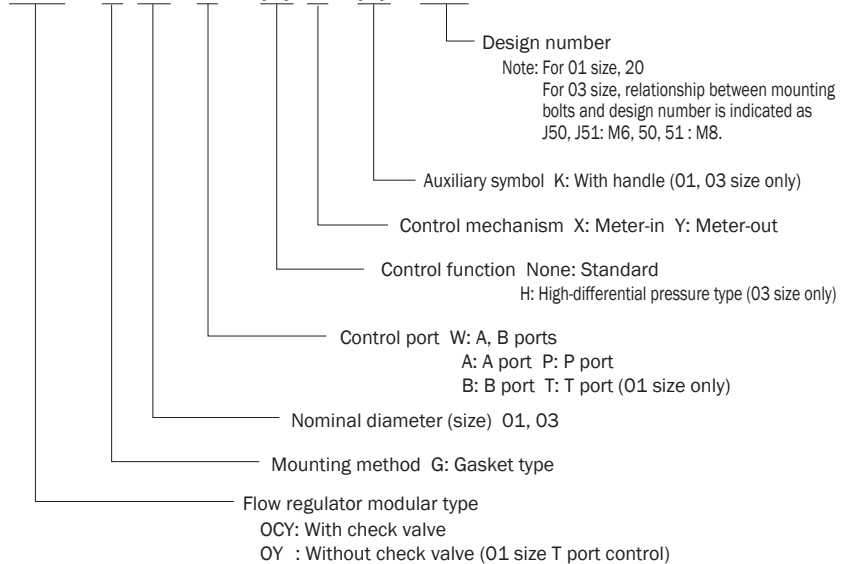 Design number
Note: For 01 size, 20
For 03 size, relationship between mounting
bolts and design number is indicated as
J50, J51: M6, 50, 51 : M8.
Auxiliary symbol K: With handle (01, 03 size only)
Control mechanism X: Meter-in Y: Meter-out
Control function None: Standard
H: High-differential pressure type (03 size only)
Control port W: A, B ports
A: A port P: P port
B: B port T: T port (01 size only)
Nominal diameter (size) 01, 03
Mounting method G: Gasket type
Flow regulator modular type
OCY: With check valve
OY : Without check valve (01 size T port control)